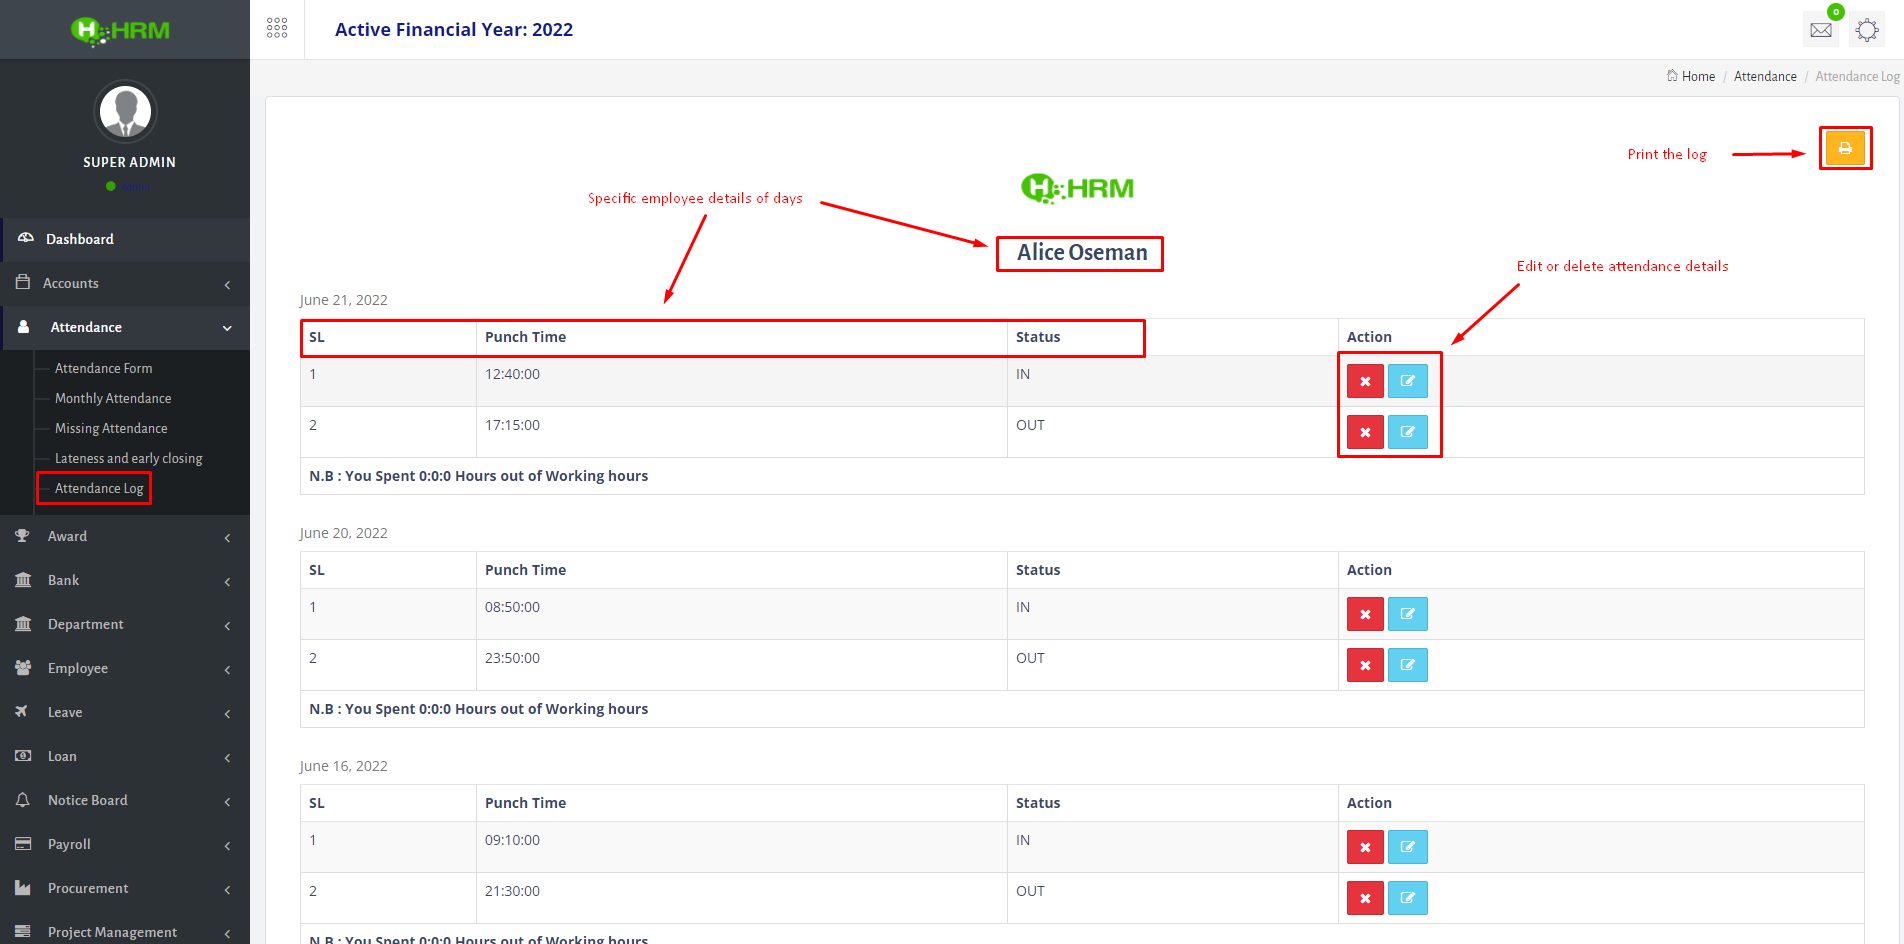 HRM
Active Financial Year: 2022
0
Home / Attendance / Attendance Log
SUPER ADMIN
Dashboard
Accounts
Attendance
Attendance Form
Monthly Attendance
Missing Attendance
Lateness and early closing
Attendance Log
Award
Bank
Department
Employee
Leave
Loan
Notice Board
Payroll
Procurement
Project Management
Print the log
H HRM
Specific employee details of days
Alice Oseman
Edit or delete attendance details
June 21, 2022
SL Punch Time Status Action
1 12:40:00 IN
2 17:15:00 OUT
N.B : You Spent 0:0:0 Hours out of Working hours
June 20, 2022
SL Punch Time Status Action
1 08:50:00 IN
2 23:50:00 OUT
N.B : You Spent 0:0:0 Hours out of Working hours
June 16, 2022
SL Punch Time Status Action
1 09:10:00 IN
2 21:30:00 OUT
N.B : You Spent 0:0:0 Hours out of Working hours